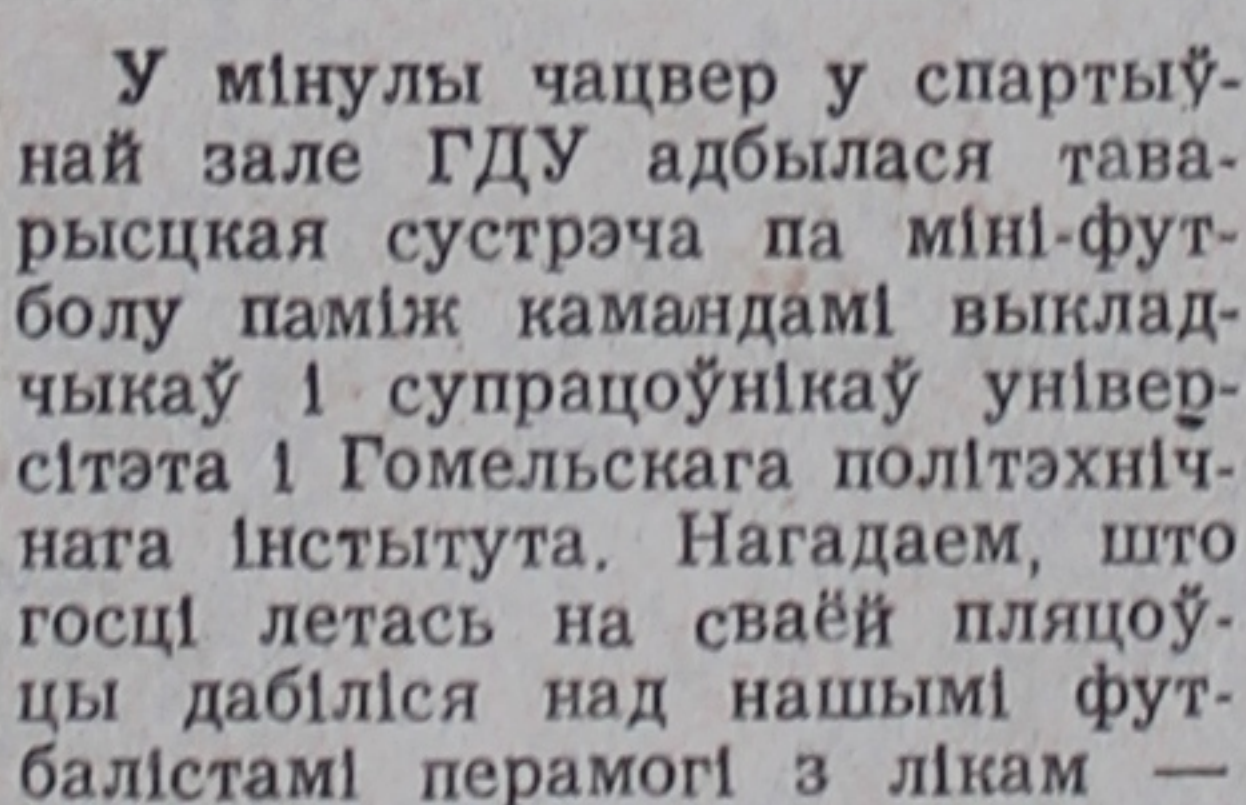 У мінулы чацвер у спартыў-
най зале ГДУ адбылася тава-
рысцкая сустрэча па міні-фут-
болу паміж камандамі выклад-
чыкаў і супрацоўнікаў універ-
сітэта і Гомельскага політэхніч-
нага інстытута. Нагадаем, што
госці летась на сваёй пляцоў-
цы дабіліся над нашымі фут-
балістамі перамогі з лікам —